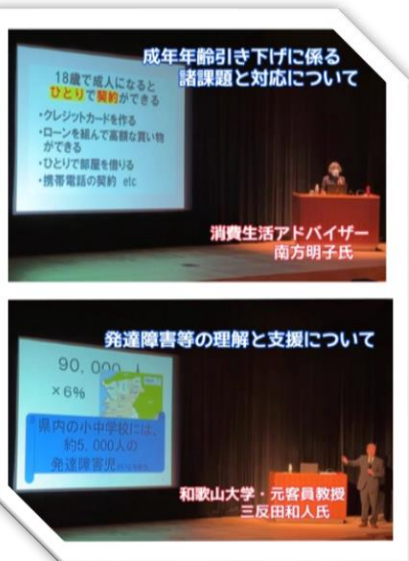 成年年齢引き下げに係る
諸課題と対応について
18歳で成人になると
ひとりで契約ができる
・クレジットカードを作る
・ローンを組んで高額な買い物
ができる
・ひとりで部屋を借りる
・携帯電話の契約 etc
消費生活アドバイザー
南方明子氏
発達障害等の理解と支援について
90,000人
×6%
県内の小中学校には、
約5,000人の
発達障害児
和歌山大学・元客員教授
三反田和人氏